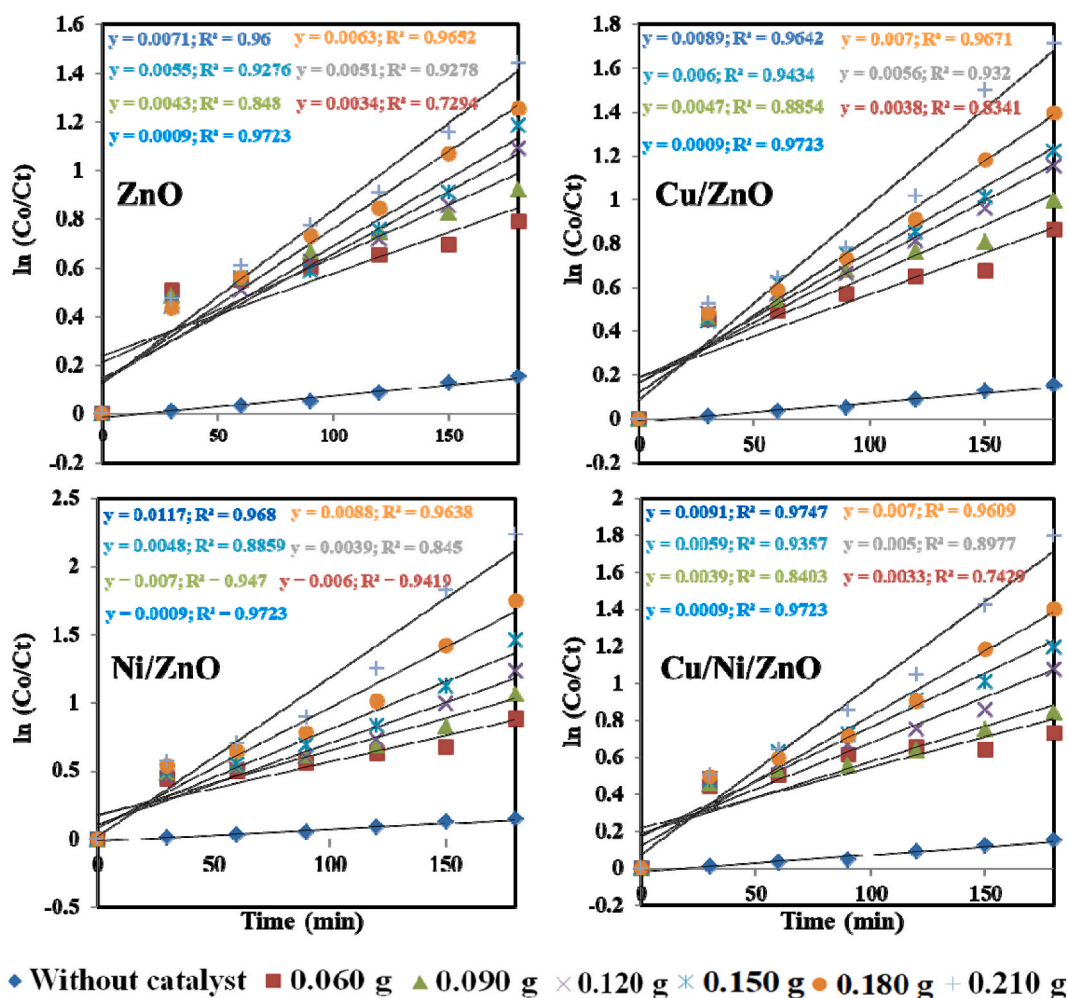 1.6
1.4
1.2
1.0
0.8
0.6
0.4
0.2
0
-0.2
ln (Co/Ct)
y = 0.0071; R² = 0.96 y = 0.0063; R² = 0.9652
y = 0.0055; R² = 0.9276 y = 0.0051; R² = 0.9278
y = 0.0043; R² = 0.848 y = 0.0034; R² = 0.7294
y = 0.0009; R² = 0.9723
ZnO
0 50 100 150
1.8
1.6
1.4
1.2
1.0
0.8
0.6
0.4
0.2
0
-0.2
ln (Co/Ct)
y = 0.0089; R² = 0.9642 y = 0.007; R² = 0.9671
y = 0.006; R² = 0.9434 y = 0.0056; R² = 0.932
y = 0.0047; R² = 0.8854 y = 0.0038; R² = 0.8341
y = 0.0009; R² = 0.9723
Cu/ZnO
0 50 100 150
2.5
2
1.5
1
0.5
0
-0.5
ln (Co/Ct)
y = 0.0117; R² = 0.968 y = 0.0088; R² = 0.9638
y = 0.0048; R² = 0.8859 y = 0.0039; R² = 0.845
y = 0.007; R² = 0.947 y = 0.006; R² = 0.9419
y = 0.0009; R² = 0.9723
Ni/ZnO
0 50 100 150
Time (min)
2
1.8
1.6
1.4
1.2
1.0
0.8
0.6
0.4
0.2
0
-0.2
ln (Co/Ct)
y = 0.0091; R² = 0.9747 y = 0.007; R² = 0.9609
y = 0.0059; R² = 0.9357 y = 0.005; R² = 0.8977
y = 0.0039; R² = 0.8403 y = 0.0033; R² = 0.7429
y = 0.0009; R² = 0.9723
Cu/Ni/ZnO
0 50 100 150
Time (min)
Without catalyst 0.060 g 0.090 g 0.120 g 0.150 g 0.180 g 0.210 g